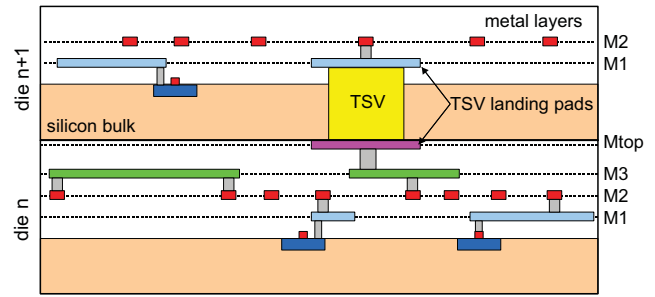 metal layers
M2
M1
die n+1
TSV
TSV landing pads
silicon bulk
Mtop
M3
M2
die n
M1